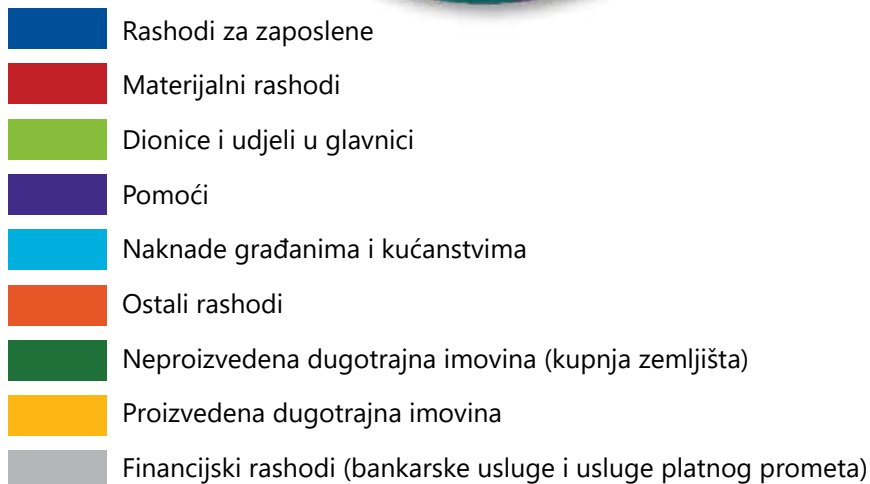 Rashodi za zaposlene
Materijalni rashodi
Dionice i udjeli u glavnici
Pomoći
Naknade građanima i kućanstvima
Ostali rashodi
Neproizvedena dugotrajna imovina (kupnja zemljišta)
Proizvedena dugotrajna imovina
Financijski rashodi (bankarske usluge i usluge platnog prometa)